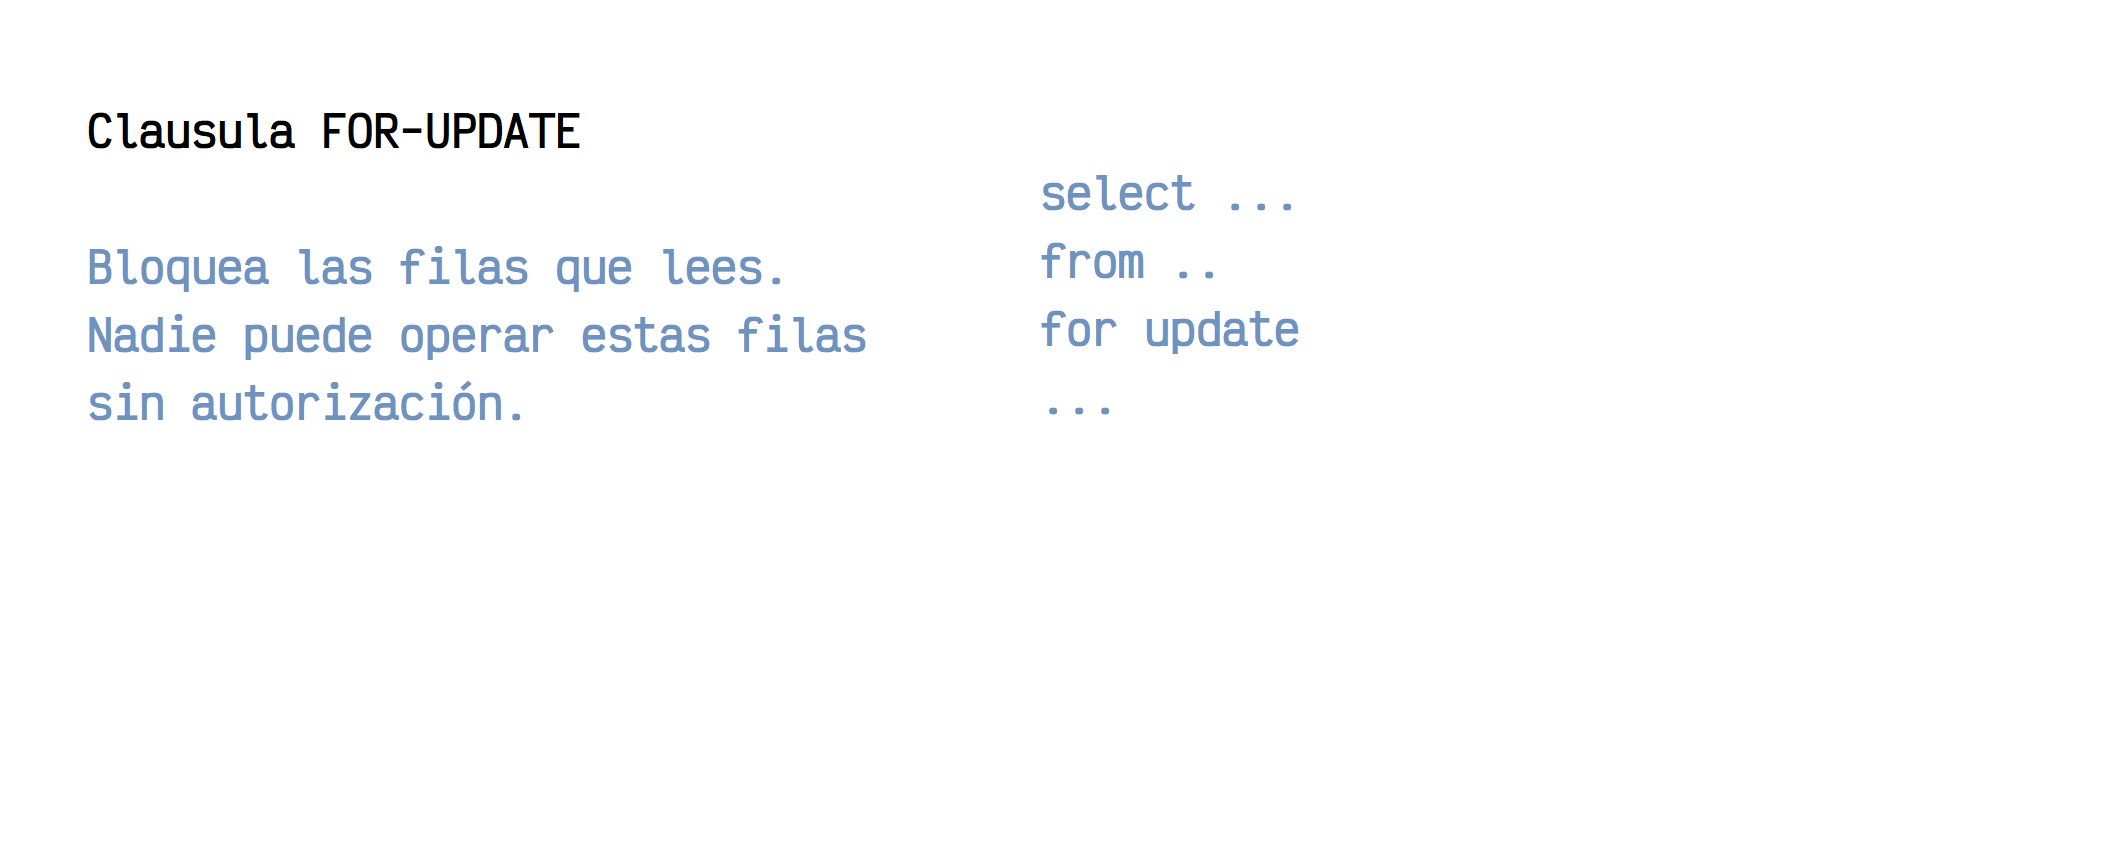 Clausula FOR-UPDATE
Bloquea las filas que lees.
Nadie puede operar estas filas
sin autorización.
select ...
from ..
for update
...